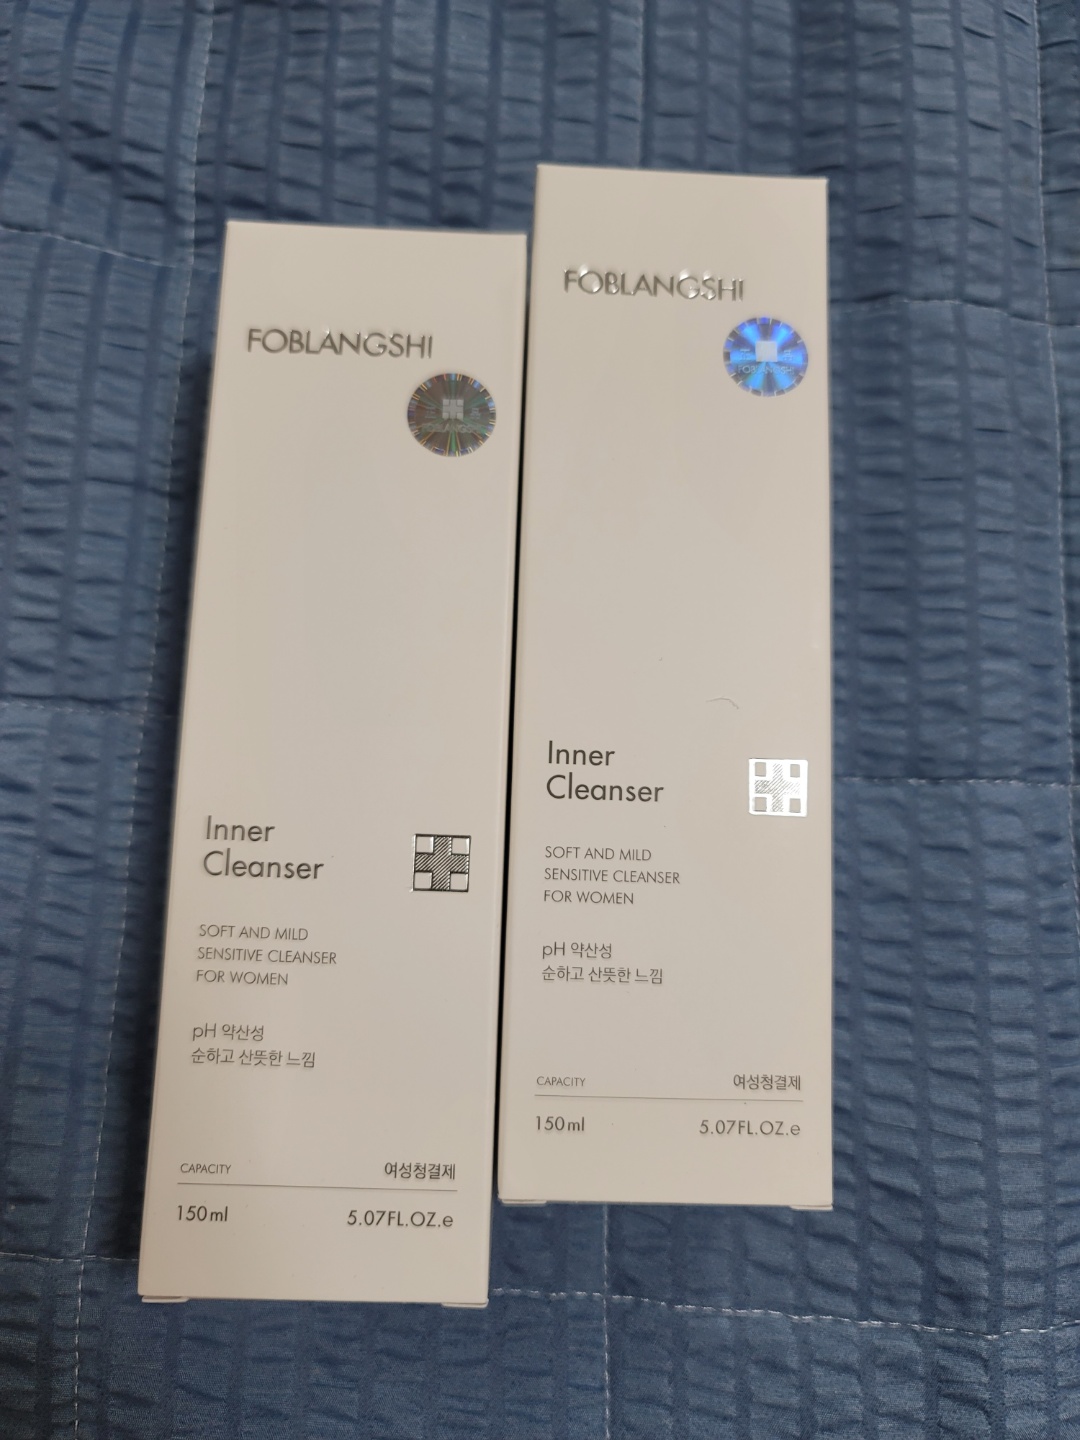 FOBLANGSHI
Inner
Cleanser
SOFT AND MILD
SENSITIVE CLEANSER
FOR WOMEN
pH 약산성
순하고 산뜻한 느낌
CAPACITY 여성청결제
150ml 5.07FL.OZ.e
FOBLANGSHI
FOBLANGSHI
Inner
Cleanser
SOFT AND MILD
SENSITIVE CLEANSER
FOR WOMEN
pH 약산성
순하고 산뜻한 느낌
CAPACITY 여성청결제
150ml 5.07FL.OZ.e